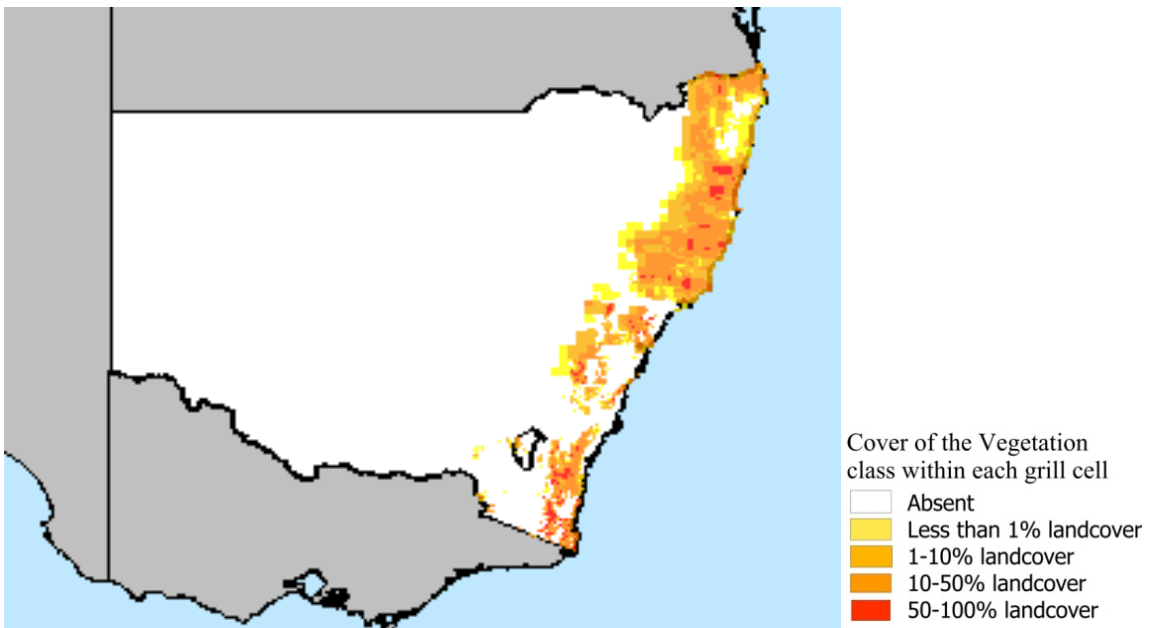 Cover of the Vegetation
class within each grill cell
Absent
Less than 1% landcover
1-10% landcover
10-50% landcover
50-100% landcover